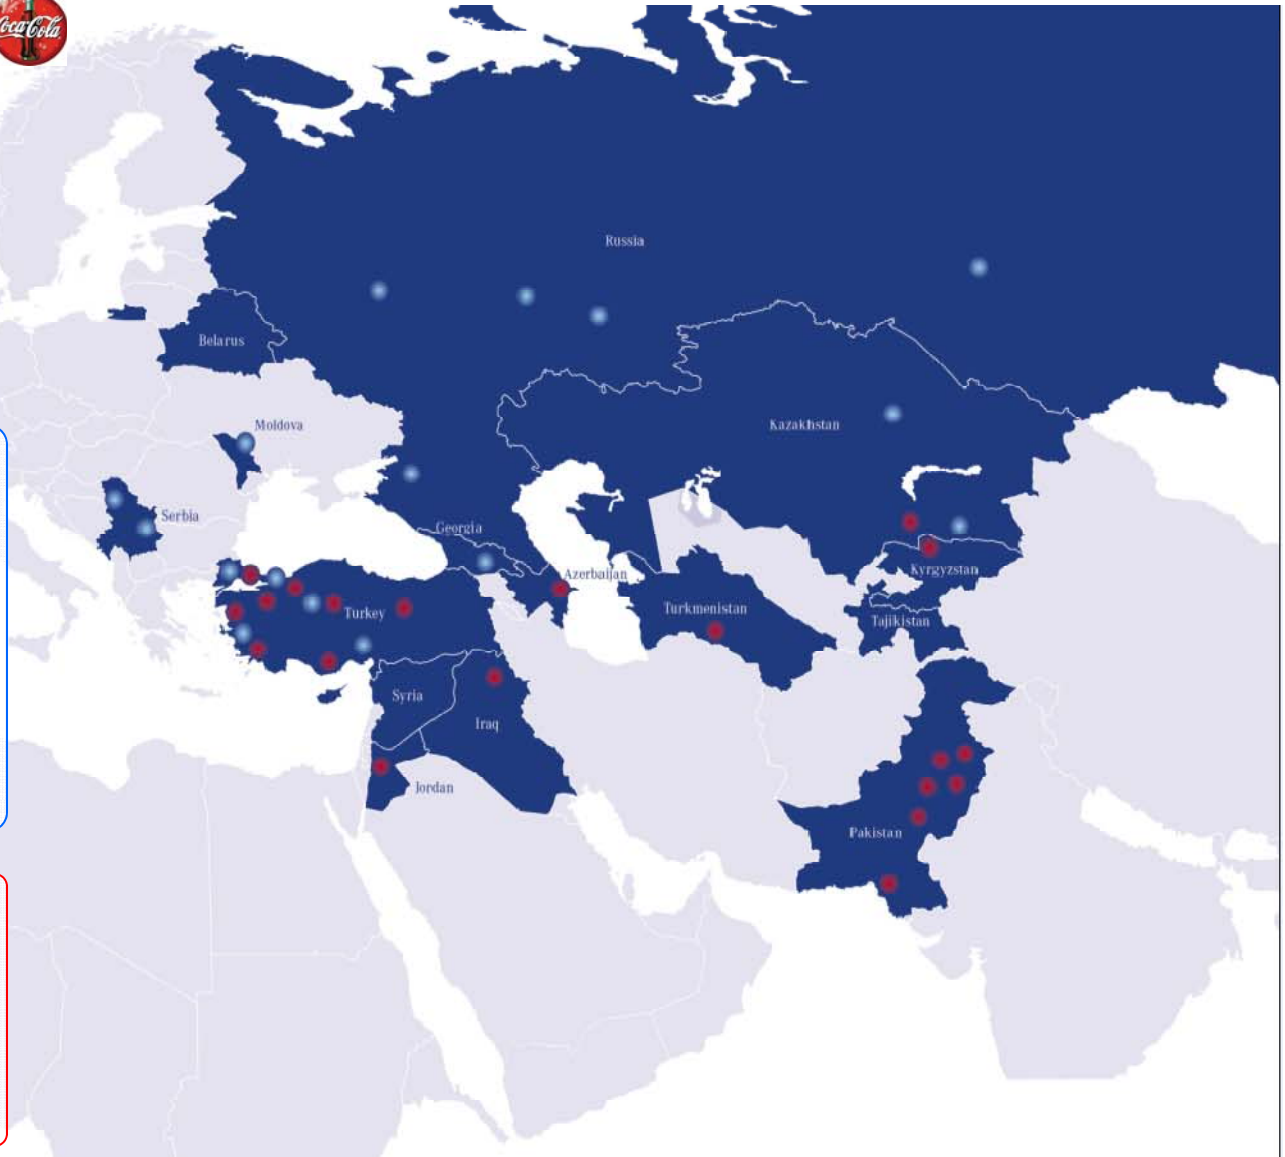 Coca-Cola
Russia
Belarus
Moldova
Kazakhstan
Serbia
Georgia
Azerbaijan
Kyrgyzstan
Turkmenistan
Turkey
Tajikistan
Syria
Iraq
Jordan
Pakistan